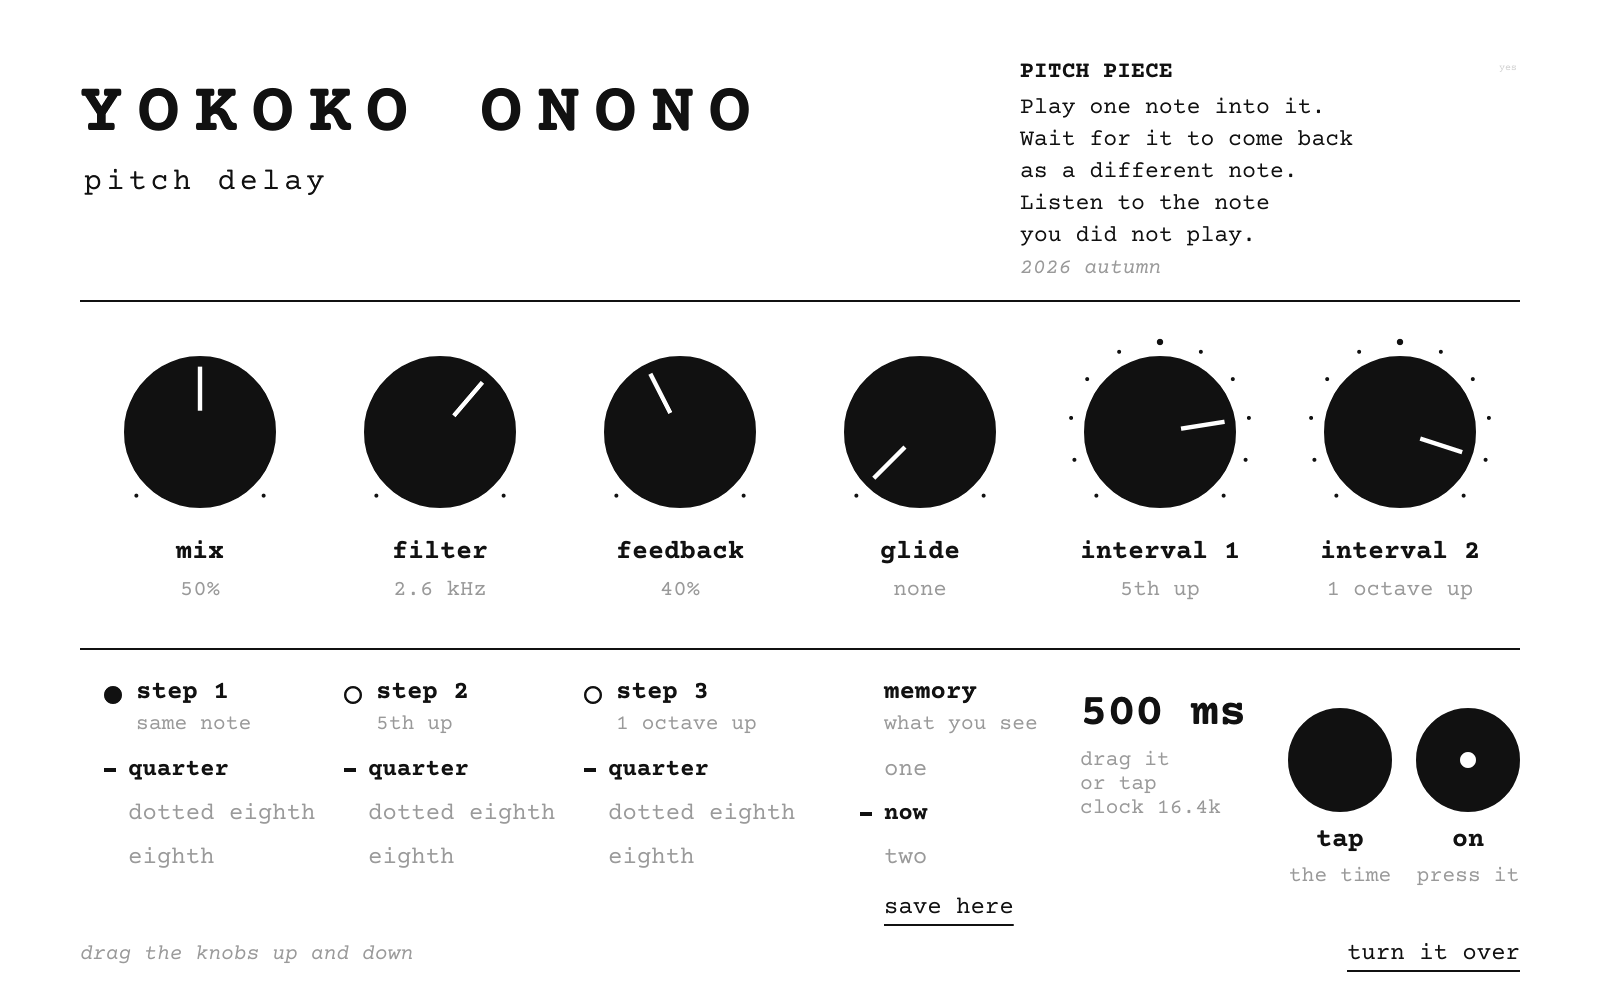 YOKOKO ONONO
pitch delay
PITCH PIECE
Play one note into it.
Wait for it to come back
as a different note.
Listen to the note
you did not play.
2026 autumn
yes
mix
50%
filter
2.6 kHz
feedback
40%
glide
none
interval 1
5th up
interval 2
1 octave up
step 1
same note
quarter
dotted eighth
eighth
step 2
5th up
quarter
dotted eighth
eighth
step 3
1 octave up
quarter
dotted eighth
eighth
memory
what you see
one
now
two
save here
500 ms
drag it
or tap
clock 16.4k
tap
the time
on
press it
drag the knobs up and down
turn it over